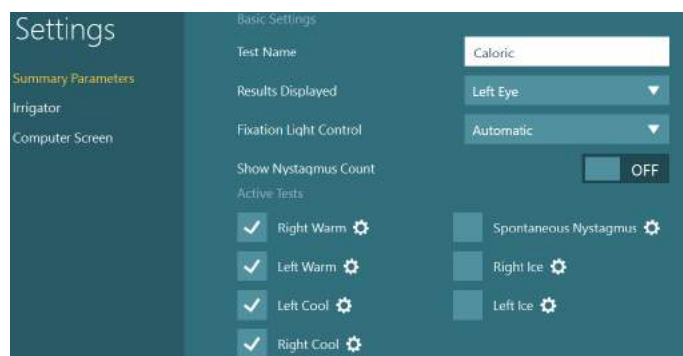 Settings
Summary Parameters
Irrigator
Computer Screen
Basic Settings
Test Name
Caloric
Results Displayed
Left Eye
Fixation Light Control
Automatic
Show Nystagmus Count
OFF
Active Tests
Right Warm
Spontaneous Nystagmus
Left Warm
Right Ice
Left Cool
Left Ice
Right Cool